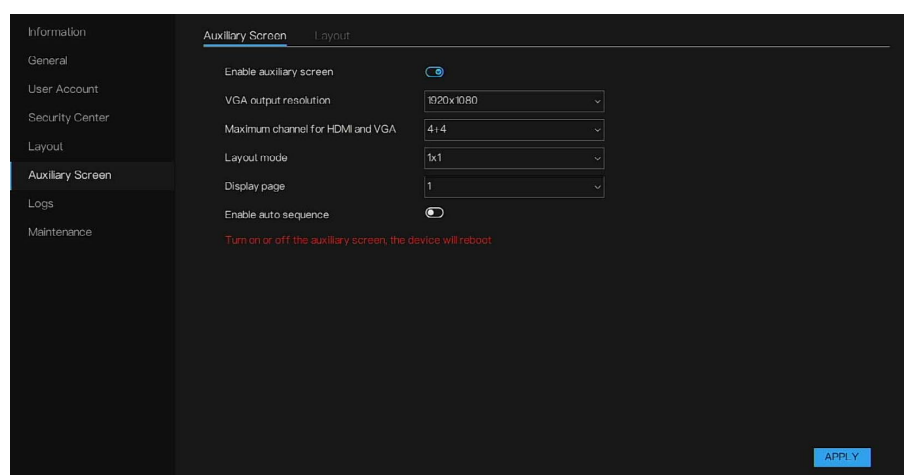 Information
General
User Account
Security Center
Layout
Auxiliary Screen
Logs
Maintenance
Auxiliary Screen Layout
Enable auxiliary screen
VGA output resolution 1920x1080
Maximum channel for HDMI and VGA 4+4
Layout mode 1x1
Display page 1
Enable auto sequence
Turn on or off the auxiliary screen, the device will reboot
APPLY